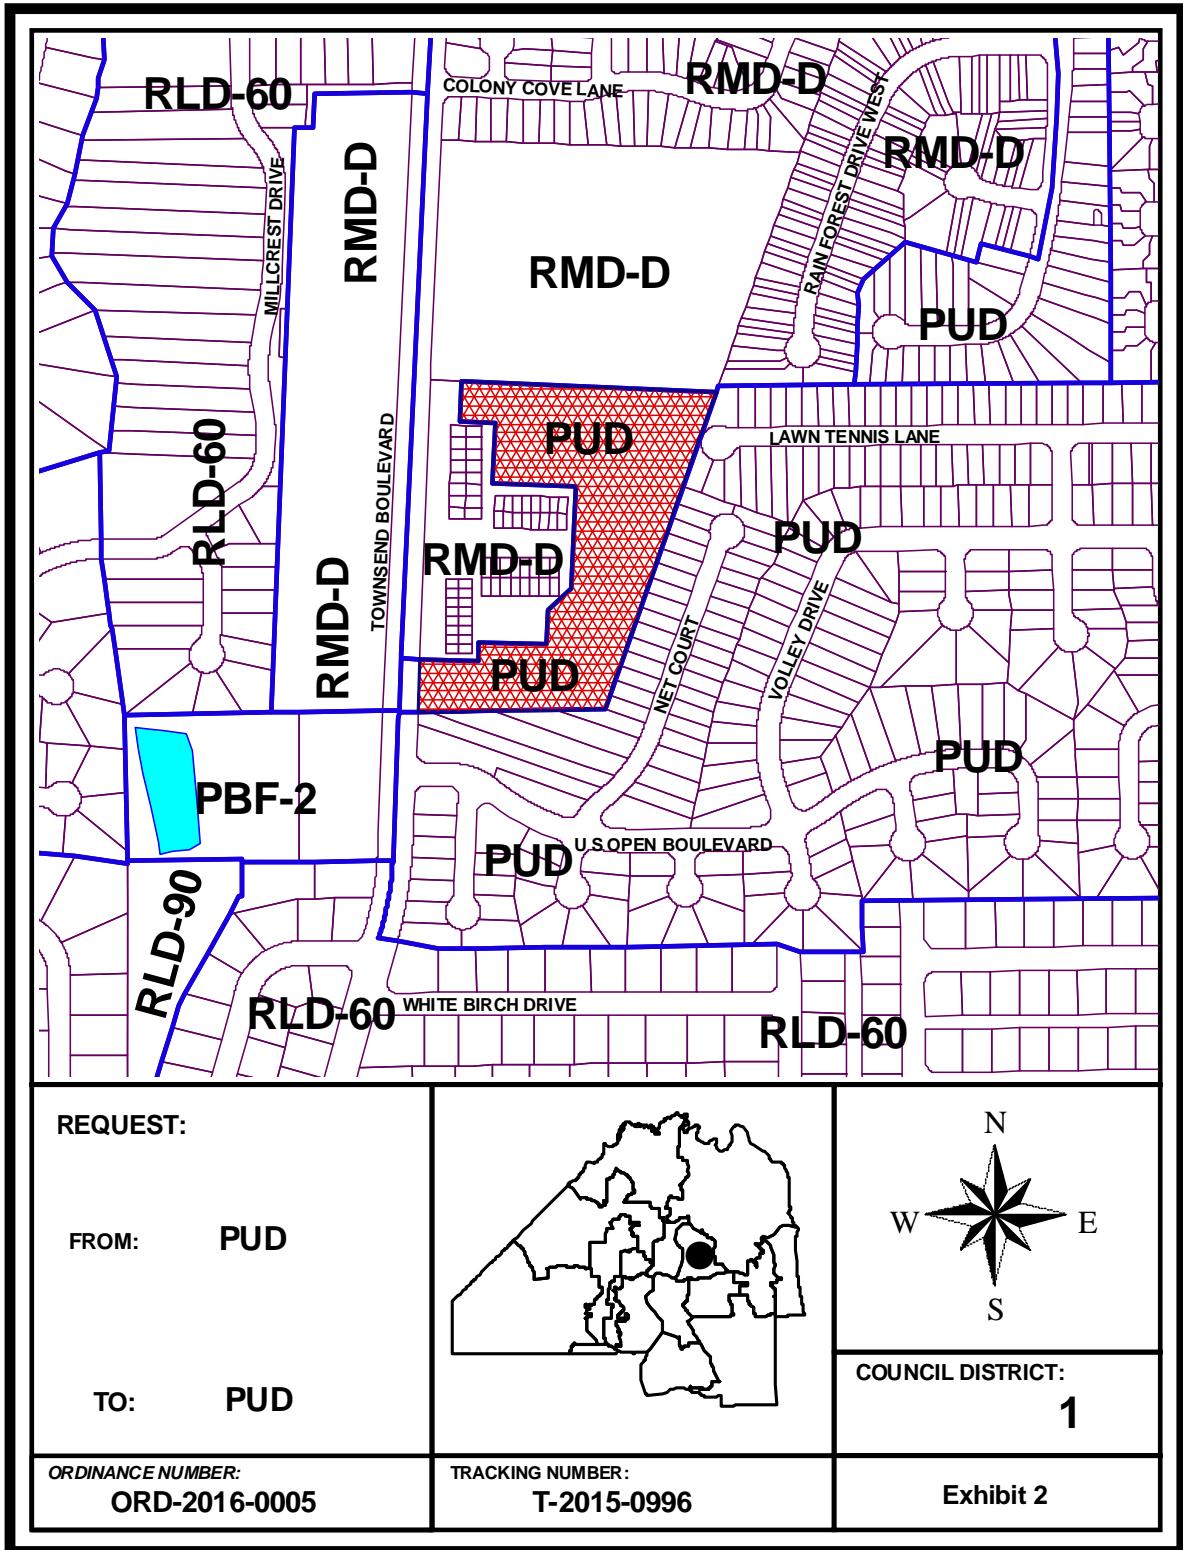 RLD-60
COLONY COVE LANE
RMD-D
RMD-D
MILLCREST DRIVE
RAIN FOREST DRIVE WEST
RMD-D
RMD-D
PUD
RLD-60
TOWNSEND BOULEVARD
PUD
LAWN TENNIS LANE
RMD-D
PUD
RMD-D
NET COURT
VOLLEY DRIVE
PUD
PUD
PBF-2
PUD
U S OPEN BOULEVARD
RLD-90
RLD-60
WHITE BIRCH DRIVE
RLD-60
REQUEST:
FROM: PUD
TO: PUD
N
W E
S
COUNCIL DISTRICT:
1
ORDINANCE NUMBER:
ORD-2016-0005
TRACKING NUMBER:
T-2015-0996
Exhibit 2